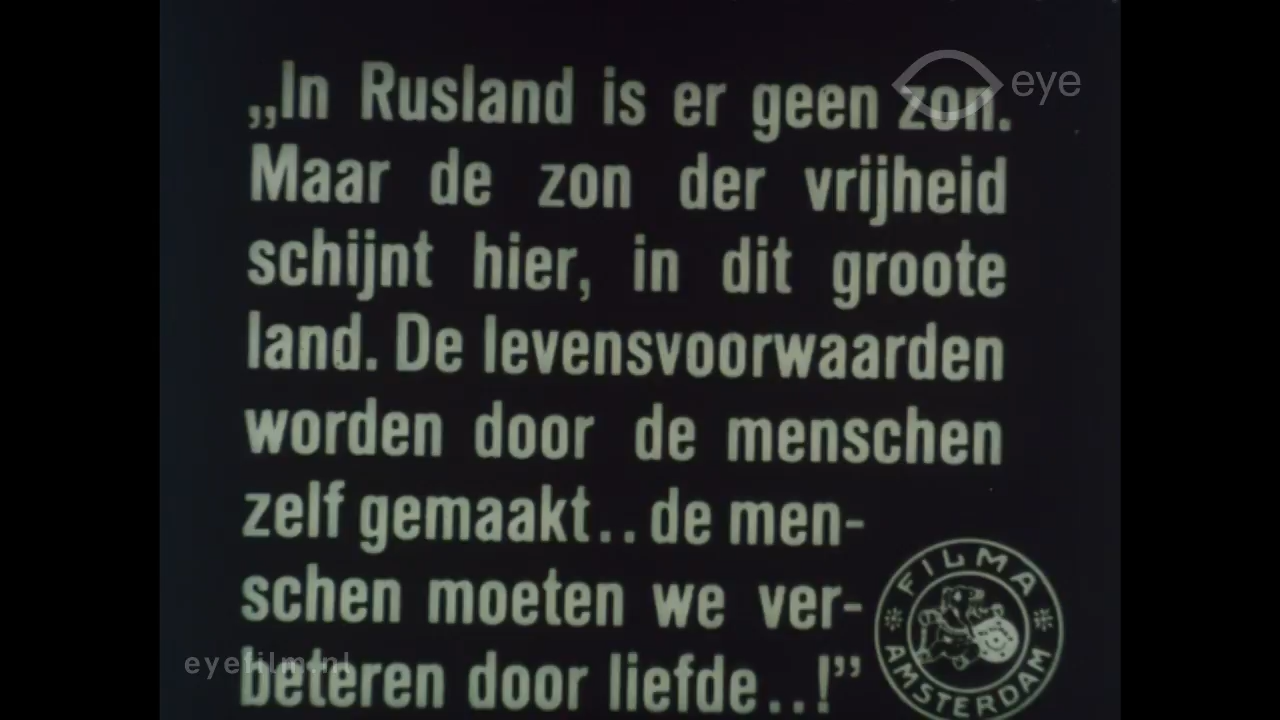 „In Rusland is er geen zon.
Maar de zon der vrijheid
schijnt hier, in dit groote
land. De levensvoorwaarden
worden door de menschen
zelf gemaakt.. de men-
schen moeten we ver-
beteren door liefde..!”
eye
eyefilm.nl
FILMA
AMSTERDAM